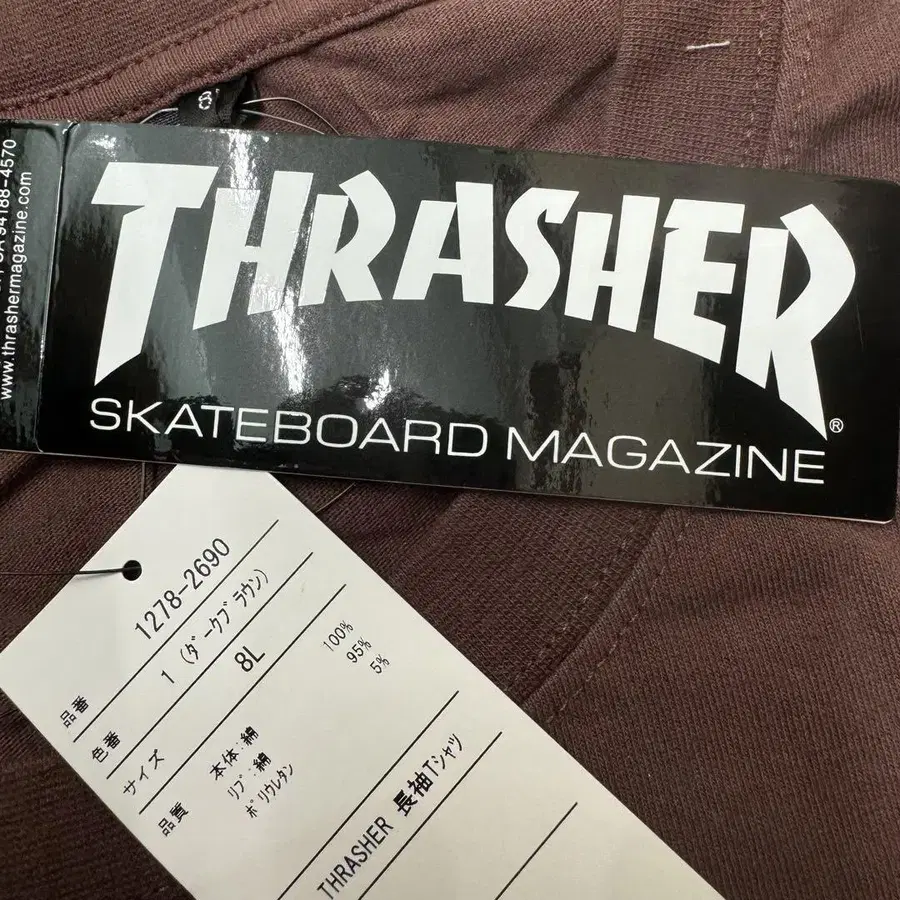 CA 94188-4570
www.thrashermagazine.com
THRASHER
®
SKATEBOARD MAGAZINE
品番 1278-2690
色番 1 (ダークブラウン)
サイズ 8L
品質 本体:綿 100%
リブ:綿 95%
ポリウレタン 5%
THRASHER 長袖Tシャツ